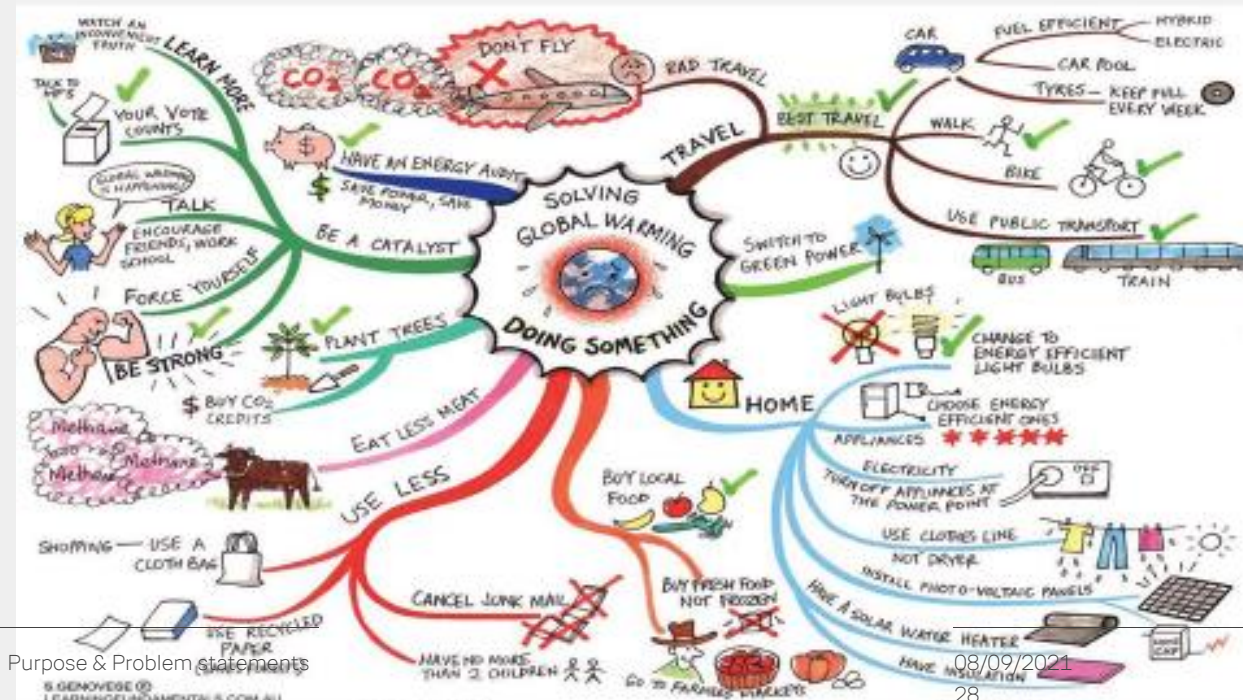 SOLVING
GLOBAL WARMING
DOING SOMETHING
WATCH AN
INCONVENIENT
TRUTH
LEARN MORE
TALK TO
MP'S
YOUR VOTE
COUNTS
GLOBAL WARMING
IS HAPPENING!
TALK
ENCOURAGE
FRIENDS, WORK
SCHOOL
FORCE YOURSELF
BE STRONG
BE A CATALYST
HAVE AN ENERGY AUDIT
SAVE POWER, SAVE
MONEY
$
CO2
CO2
DON'T FLY
BAD TRAVEL
TRAVEL
BEST TRAVEL
CAR
FUEL EFFICIENT
HYBRID
ELECTRIC
CAR POOL
TYRES — KEEP FULL
EVERY WEEK
WALK
BIKE
USE PUBLIC TRANSPORT
BUS
TRAIN
SWITCH TO
GREEN POWER
PLANT TREES
$ BUY CO2
CREDITS
EAT LESS MEAT
Methane
Methane
Methane
USE LESS
SHOPPING — USE A
CLOTH BAG
USE RECYCLED
PAPER
CANCEL JUNK MAIL
HAVE NO MORE
THAN 2 CHILDREN
BUY LOCAL
FOOD
BUY FRESH FOOD
NOT FROZEN
GO TO FARMERS MARKETS
HOME
LIGHT BULBS
CHANGE TO
ENERGY EFFICIENT
LIGHT BULBS
CHOOSE ENERGY
EFFICIENT ONES
APPLIANCES
ELECTRICITY
TURN OFF APPLIANCES AT
THE POWER POINT
OFF
USE CLOTHES LINE
NOT DRYER
INSTALL PHOTO-VOLTAIC PANELS
HAVE A SOLAR WATER HEATER
HAVE INSULATION
Purpose & Problem statements
08/09/2021
28
S.GENOVESE ©
LEARNINGFUNDAMENTALS.COM.AU